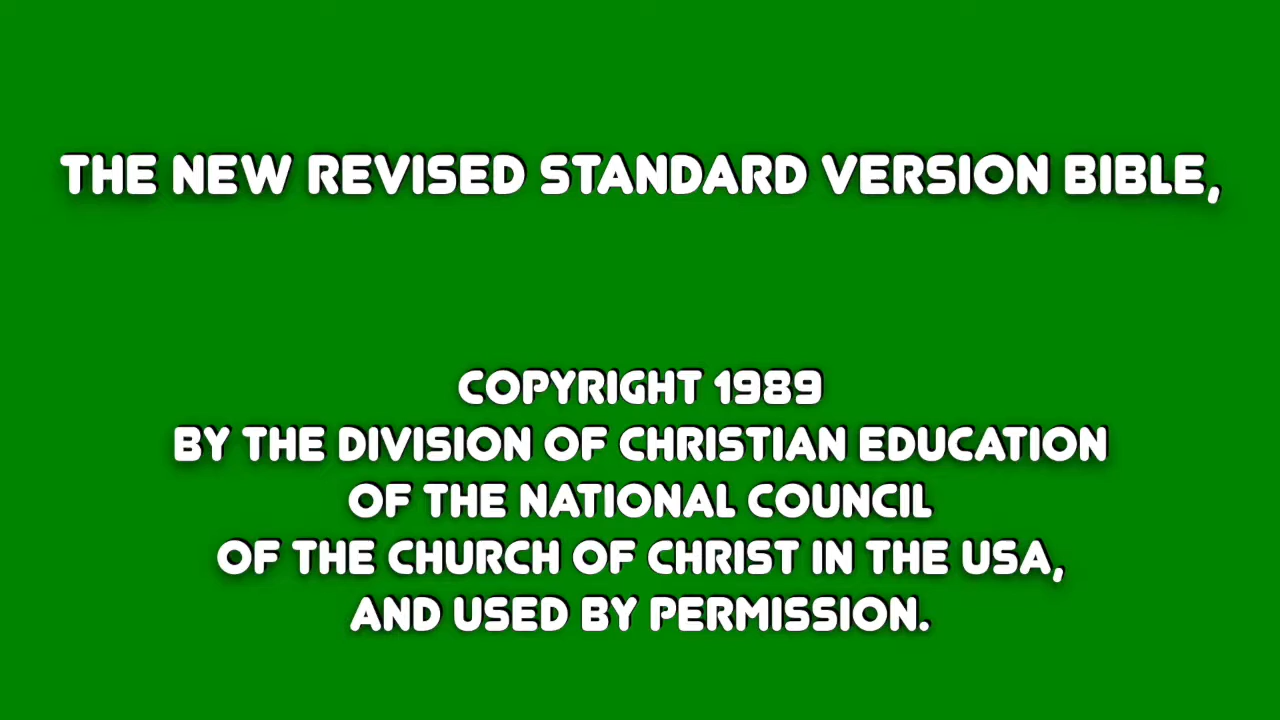 THE NEW REVISED STANDARD VERSION BIBLE,
COPYRIGHT 1989
BY THE DIVISION OF CHRISTIAN EDUCATION
OF THE NATIONAL COUNCIL
OF THE CHURCH OF CHRIST IN THE USA,
AND USED BY PERMISSION.